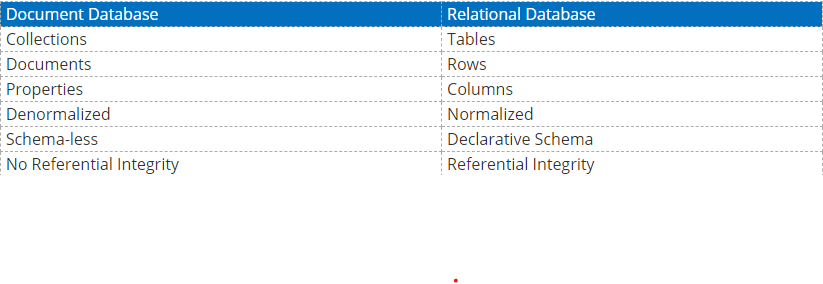 Document Database Relational Database
Collections Tables
Documents Rows
Properties Columns
Denormalized Normalized
Schema-less Declarative Schema
No Referential Integrity Referential Integrity